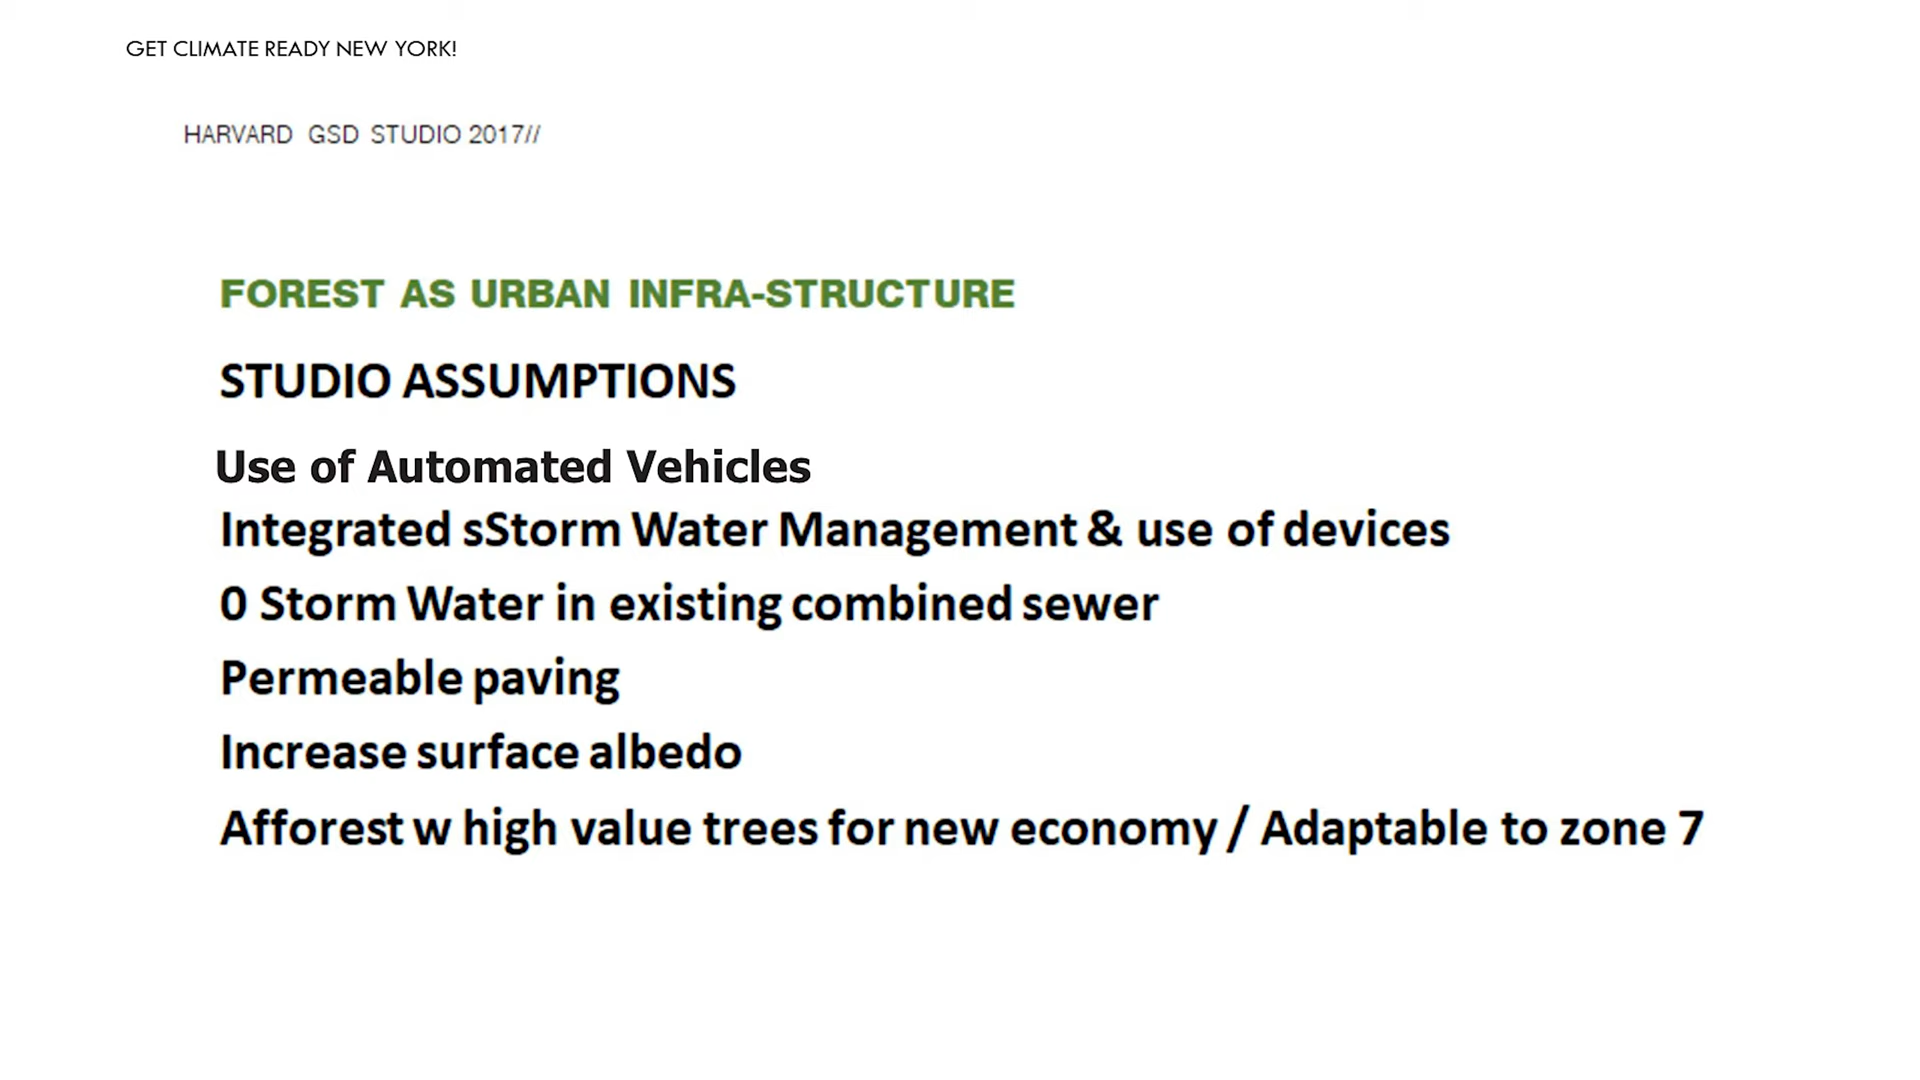 GET CLIMATE READY NEW YORK!
HARVARD GSD STUDIO 2017//
FOREST AS URBAN INFRA-STRUCTURE
STUDIO ASSUMPTIONS
Use of Automated Vehicles
Integrated sStorm Water Management & use of devices
0 Storm Water in existing combined sewer
Permeable paving
Increase surface albedo
Afforest w high value trees for new economy / Adaptable to zone 7